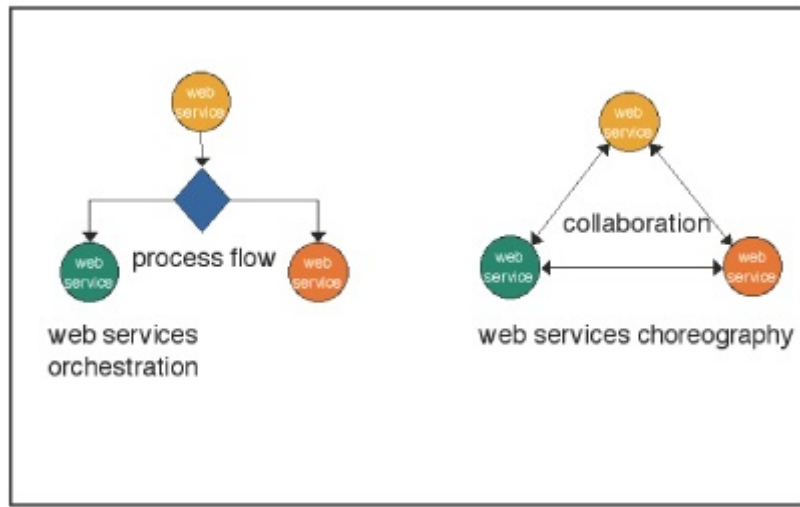 web
service
web
service
process flow
web
service
web services
orchestration
web
service
collaboration
web
service
web
service
web services choreography